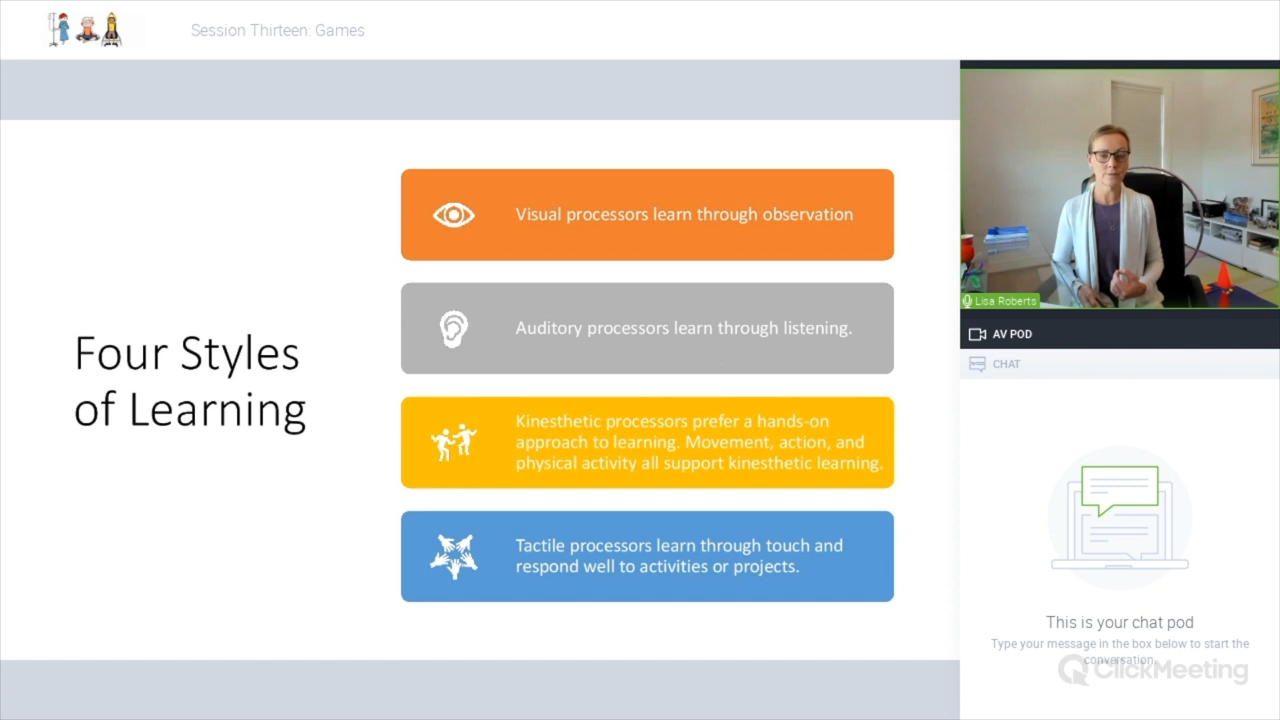 Session Thirteen: Games
Four Styles
of Learning
Visual processors learn through observation
Auditory processors learn through listening.
Kinesthetic processors prefer a hands-on
approach to learning. Movement, action, and
physical activity all support kinesthetic learning.
Tactile processors learn through touch and
respond well to activities or projects.
Lisa Roberts
AV POD
CHAT
This is your chat pod
Type your message in the box below to start the
conversation.
ClickMeeting